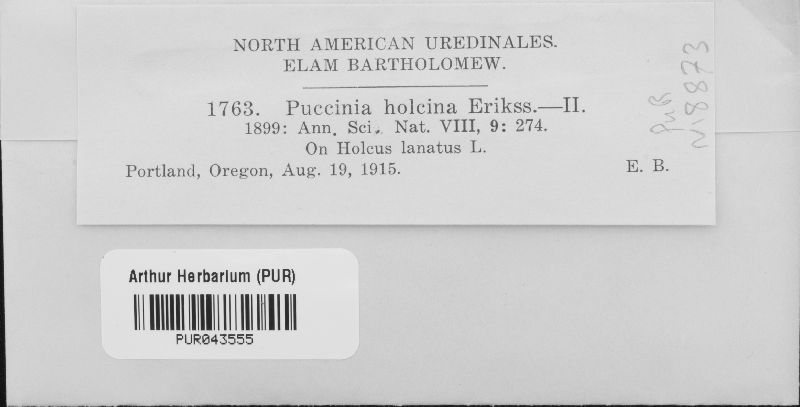 NORTH AMERICAN UREDINALES.
ELAM BARTHOLOMEW.
1763. Puccinia holcina Erikss.—II.
1899: Ann. Sci. Nat. VIII, 9: 274.
On Holcus lanatus L.
Portland, Oregon, Aug. 19, 1915.
E. B.
PUR
N8873
Arthur Herbarium (PUR)
PUR043555